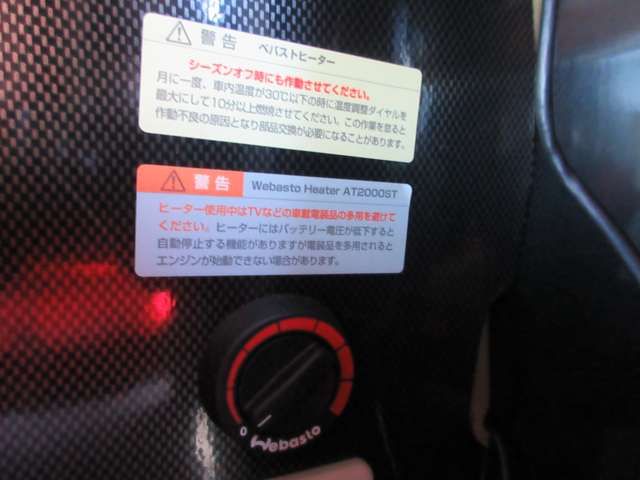 警告 ベバストヒーター
シーズンオフ時にも作動させてください。
月に一度、車内温度が30℃以下の時に温度調整ダイヤルを
最大にして10分以上燃焼させてください。この作業を怠ると
作動不良の原因となり部品交換が必要になることがあります。
警告 Webasto Heater AT2000ST
ヒーター使用中はTVなどの車載電装品の多用を避けて
ください。ヒーターにはバッテリー電圧が低下すると
自動停止する機能がありますが電装品を多用されると
エンジンが始動できない場合があります。
0
Webasto